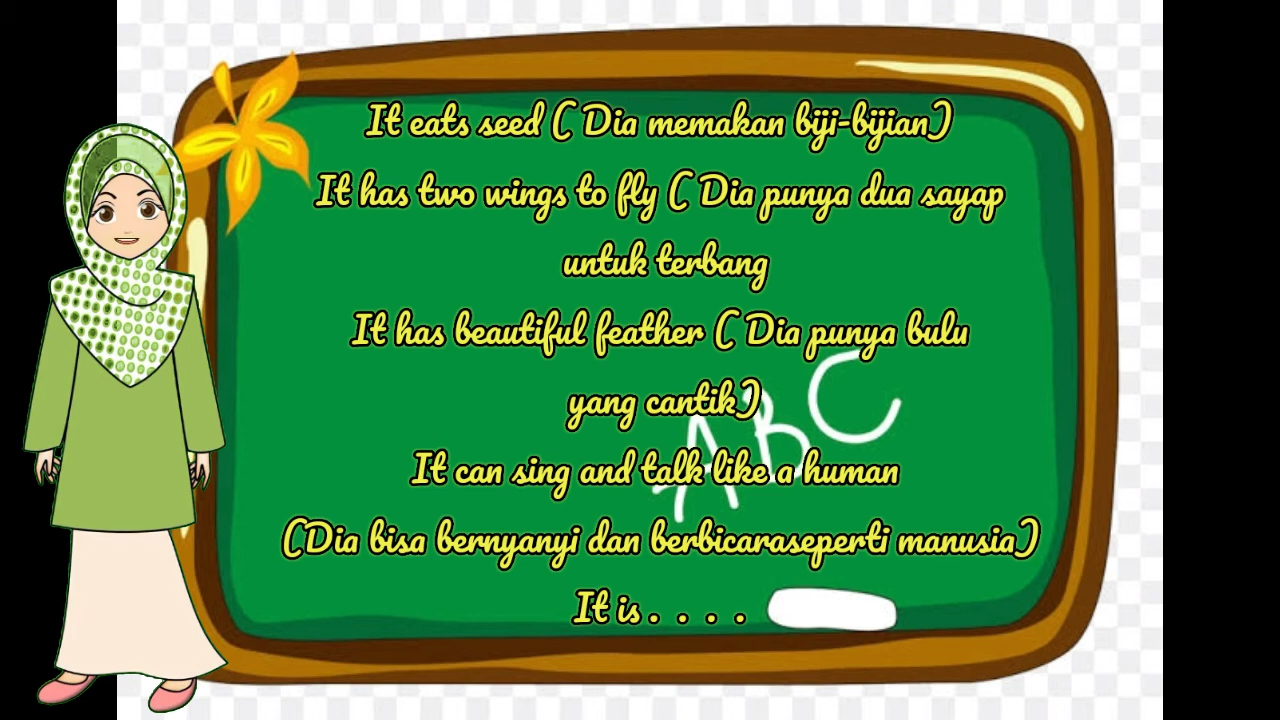 It eats seed ( Dia memakan biji-bijian)
It has two wings to fly ( Dia punya dua sayap
untuk terbang
It has beautiful feather ( Dia punya bulu
yang cantik)
ABC
It can sing and talk like a human
(Dia bisa bernyanyi dan berbicaraseperti manusia)
It is . . . .